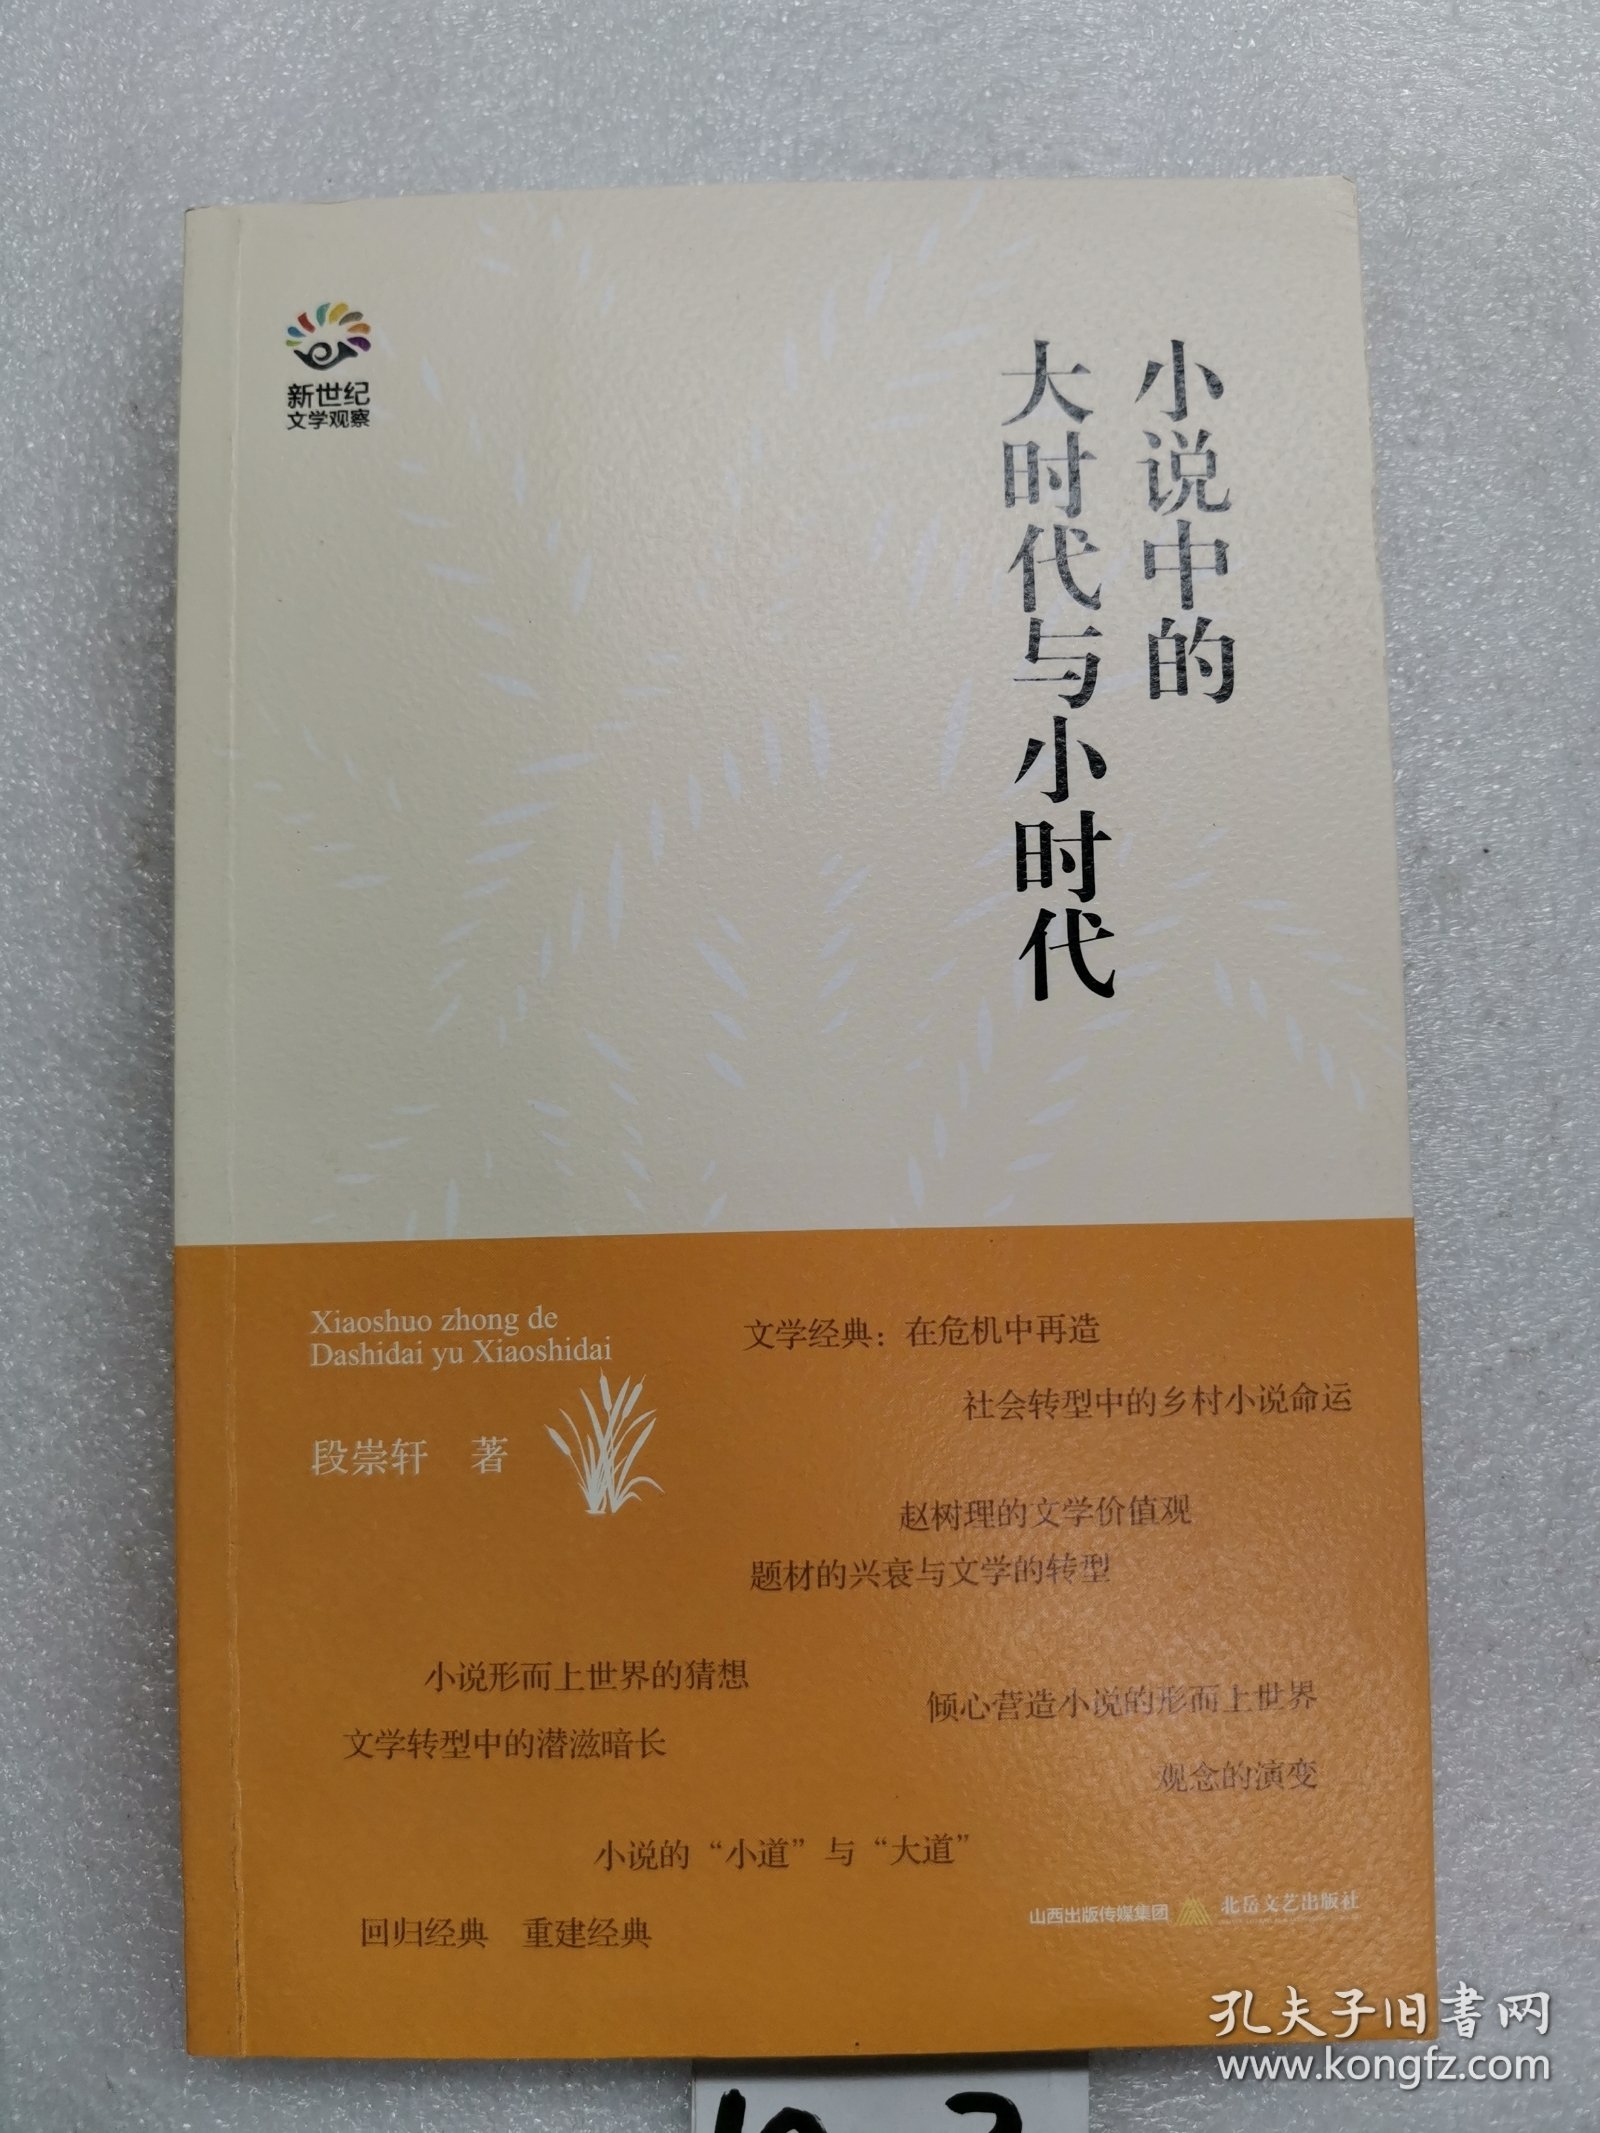 新世纪
文学观察
小说中的
大时代与小时代
Xiaoshuo zhong de
Dashidai yu Xiaoshidai
段崇轩 著
文学经典：在危机中再造
社会转型中的乡村小说命运
赵树理的文学价值观
题材的兴衰与文学的转型
小说形而上世界的猜想
倾心营造小说的形而上世界
文学转型中的潜滋暗长
观念的演变
小说的“小道”与“大道”
山西出版传媒集团 北岳文艺出版社
回归经典 重建经典
孔夫子旧书网
www.kongfz.com